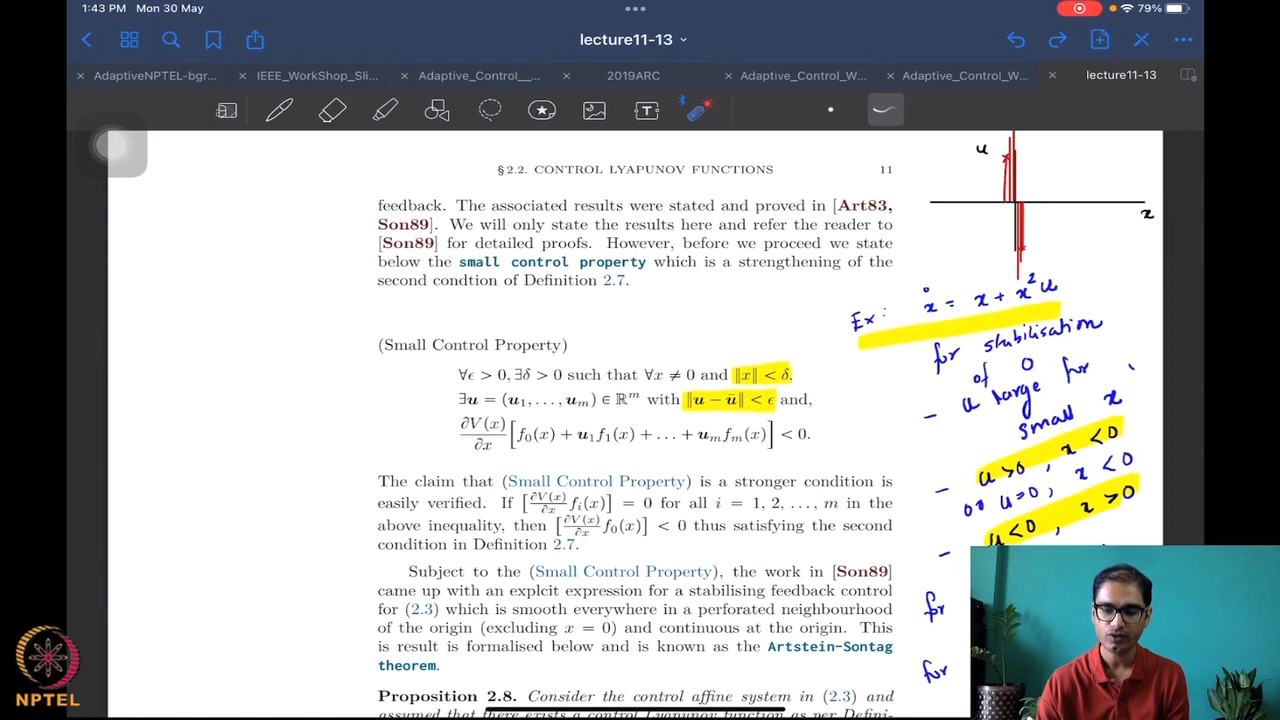 1:43 PM Mon 30 May
79%
lecture11-13
AdaptiveNPTEL-bgr...
IEEE_WorkShop_Sli...
Adaptive_Control__...
2019ARC
Adaptive_Control_W...
Adaptive_Control_W...
lecture11-13
§2.2. CONTROL LYAPUNOV FUNCTIONS 11
feedback. The associated results were stated and proved in [Art83,
Son89]. We will only state the results here and refer the reader to
[Son89] for detailed proofs. However, before we proceed we state
below the small control property which is a strengthening of the
second condtion of Definition 2.7.
(Small Control Property)
∀ϵ > 0, ∃δ > 0 such that ∀x ≠ 0 and ‖x‖ < δ,
∃u = (u₁, . . . , uₘ) ∈ ℝᵐ with ‖u − ū‖ < ϵ and,
∂V(x)/∂x [f₀(x) + u₁f₁(x) + . . . + uₘfₘ(x)] < 0.
The claim that (Small Control Property) is a stronger condition is
easily verified. If [∂V(x)/∂x fᵢ(x)] = 0 for all i = 1, 2, . . . , m in the
above inequality, then [∂V(x)/∂x f₀(x)] < 0 thus satisfying the second
condition in Definition 2.7.
Subject to the (Small Control Property), the work in [Son89]
came up with an explcit expression for a stabilising feedback control
for (2.3) which is smooth everywhere in a perforated neighbourhood
of the origin (excluding x = 0) and continuous at the origin. This
is result is formalised below and is known as the Artstein-Sontag
theorem.
Proposition 2.8. Consider the control affine system in (2.3) and
assumed that there exists a control Lyapunov function as per Defini-
u
x
Ex: ẋ = x + x²u
for stabilisation
of 0
- u large for
small x
- u>0, x<0
or u=0, x<0
- u<0, x>0
for
for
NPTEL